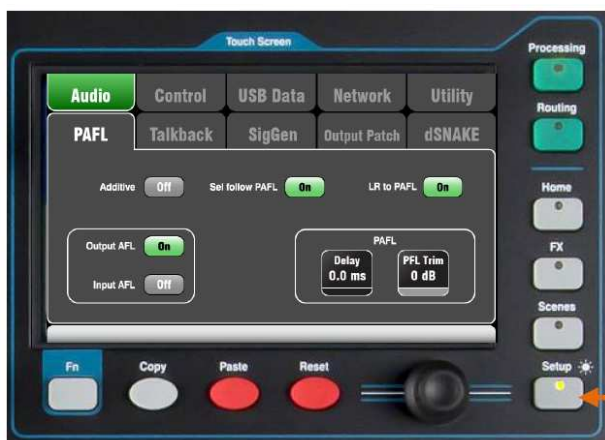 Touch Screen
Processing
Audio Control USB Data Network Utility
Routing
PAFL Talkback SigGen Output Patch dSNAKE
Additive Off Sel follow PAFL On LR to PAFL On
Home
Output AFL On
PAFL
Delay
0.0 ms
PFL Trim
0 dB
Input AFL Off
FX
Scenes
Fn Copy Paste Reset Setup